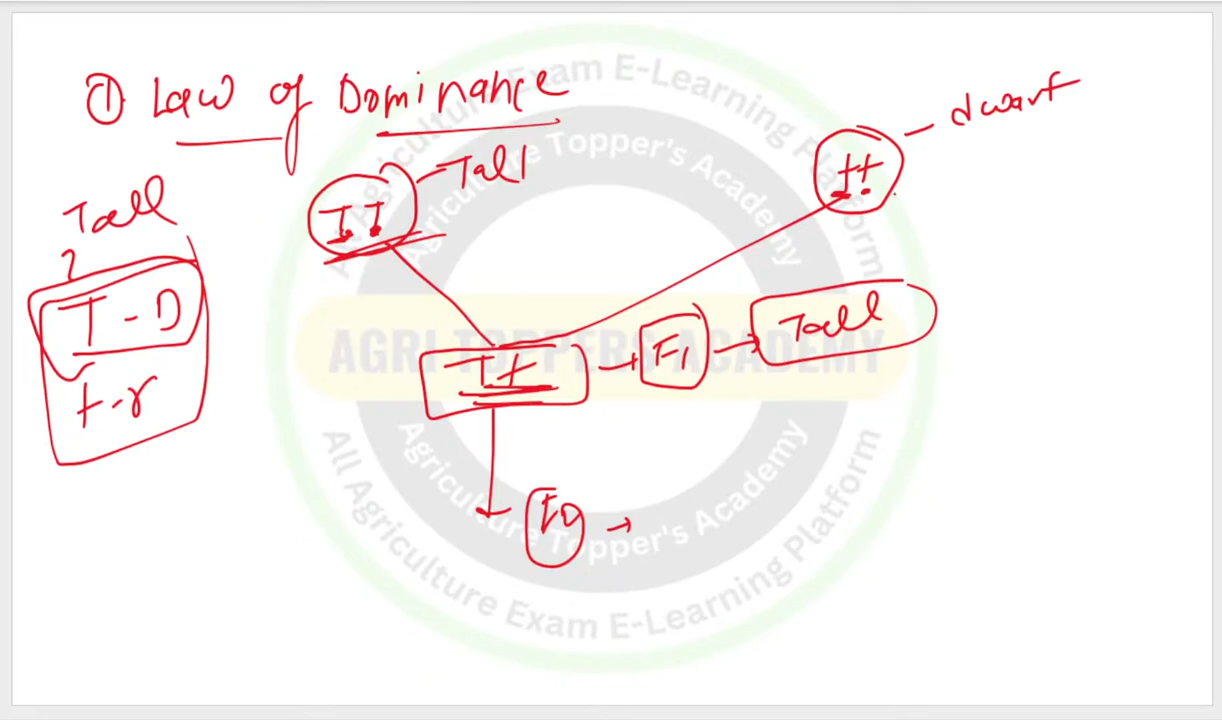 ① Law of Dominance
dwarf
Tall
tt
TT
Tall
T - D
t - r
Tt → F1 → Tall
→
All Agriculture Exam E-Learning Platform
Agriculture Topper's Academy
AGRI TOPPERS ACADEMY
Agriculture Topper's Academy
All Agriculture Exam E-Learning Platform